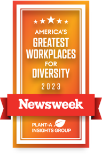 AMERICA'S
GREATEST
WORKPLACES
FOR
DIVERSITY
2023
Newsweek
PLANT-A
INSIGHTS GROUP